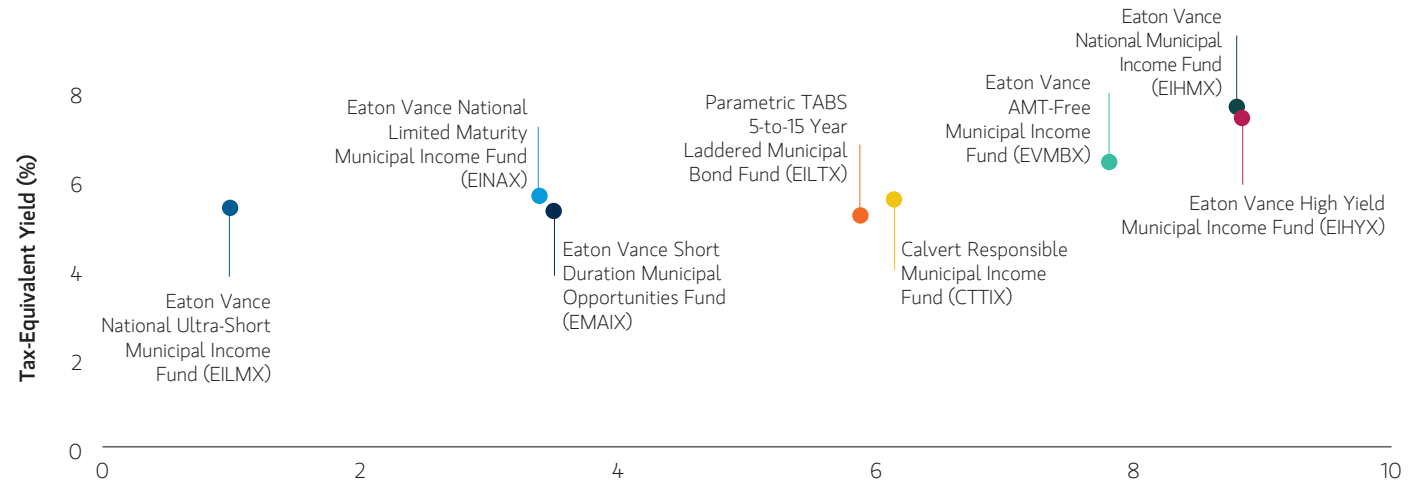 Eaton Vance
National Municipal
Income Fund
(EIHMX)
Eaton Vance
AMT-Free
Municipal Income
Fund (EVMBX)
Parametric TABS
5-to-15 Year
Laddered Municipal
Bond Fund (EILTX)
Eaton Vance National
Limited Maturity
Municipal Income Fund
(EINAX)
Eaton Vance High Yield
Municipal Income Fund (EIHYX)
Eaton Vance Short
Duration Municipal
Opportunities Fund
(EMAIX)
Calvert Responsible
Municipal Income
Fund (CTTIX)
Eaton Vance
National Ultra-Short
Municipal Income
Fund (EILMX)
Tax-Equivalent Yield (%)
8
6
4
2
0
0 2 4 6 8 10